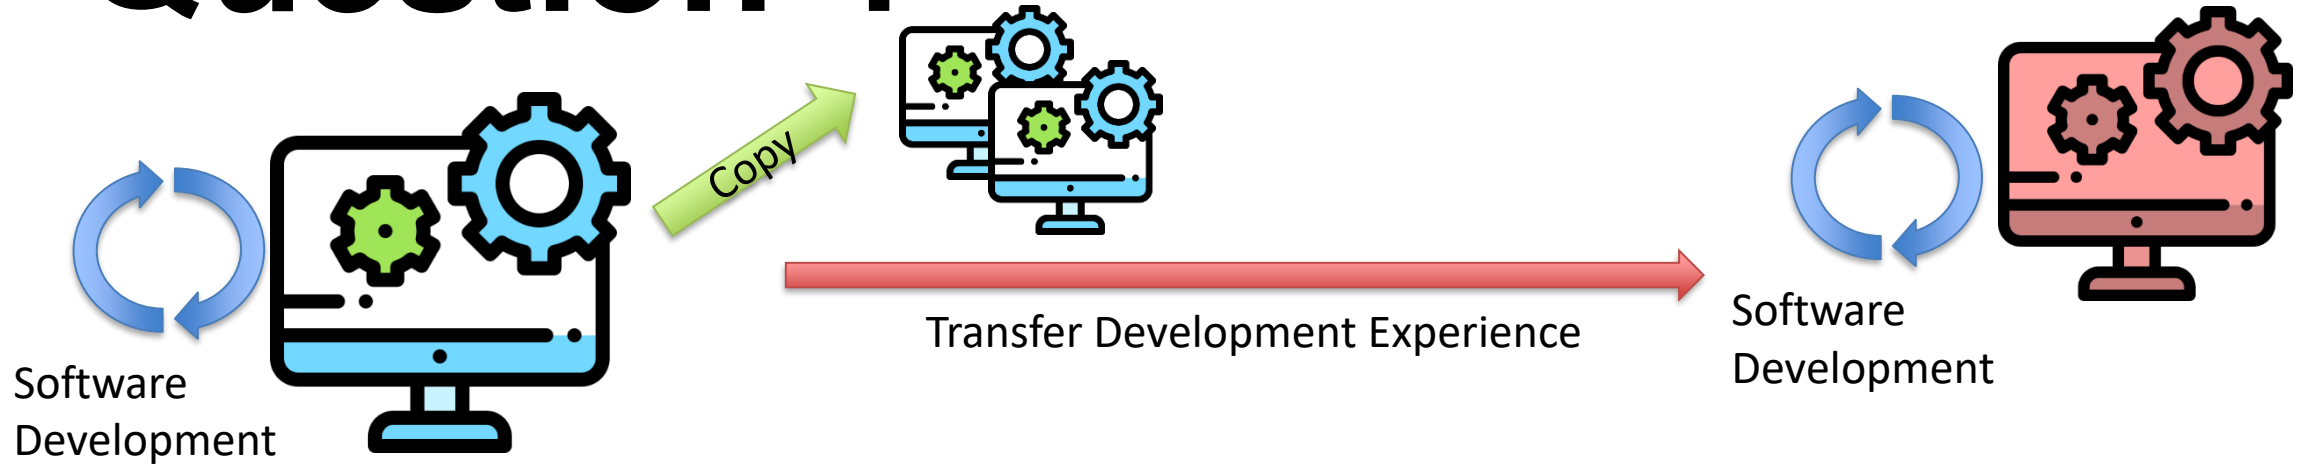 Copy
Software
Development
Transfer Development Experience
Software
Development